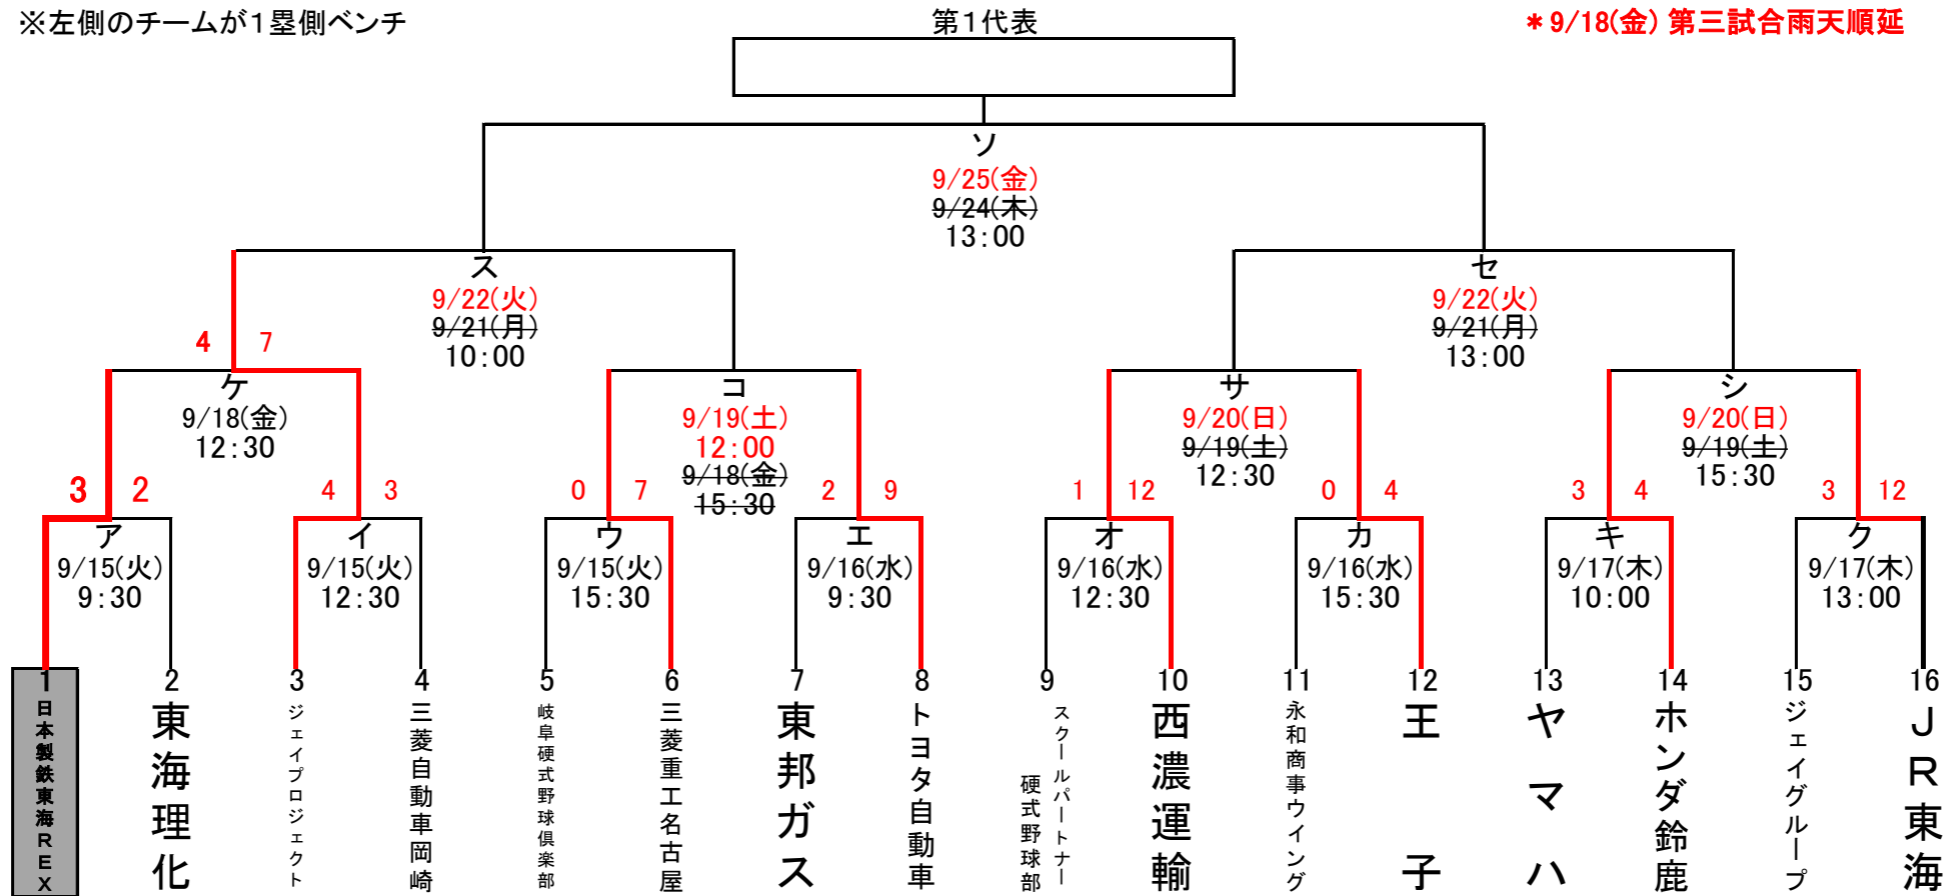 ※左側のチームが1塁側ベンチ
第1代表
*9/18(金) 第三試合雨天順延
ソ
9/25(金)
9/24(木)
13:00
ス
9/22(火)
9/21(月)
10:00
セ
9/22(火)
9/21(月)
13:00
4 7
ケ
9/18(金)
12:30
コ
9/19(土)
12:00
9/18(金)
15:30
サ
9/20(日)
9/19(土)
12:30
シ
9/20(日)
9/19(土)
15:30
3 2
ア
9/15(火)
9:30
4 3
イ
9/15(火)
12:30
0 7
ウ
9/15(火)
15:30
2 9
エ
9/16(水)
9:30
1 12
オ
9/16(水)
12:30
0 4
カ
9/16(水)
15:30
3 4
キ
9/17(木)
10:00
3 12
ク
9/17(木)
13:00
1
日本製鉄東海REX
2
東海理化
3
ジェイプロジェクト
4
三菱自動車岡崎
5
岐阜硬式野球倶楽部
6
三菱重工名古屋
7
東邦ガス
8
トヨタ自動車
9
スクールパートナー
硬式野球部
10
西濃運輸
11
永和商事ウイング
12
王子
13
ヤマハ
14
ホンダ鈴鹿
15
ジェイグループ
16
JR東海